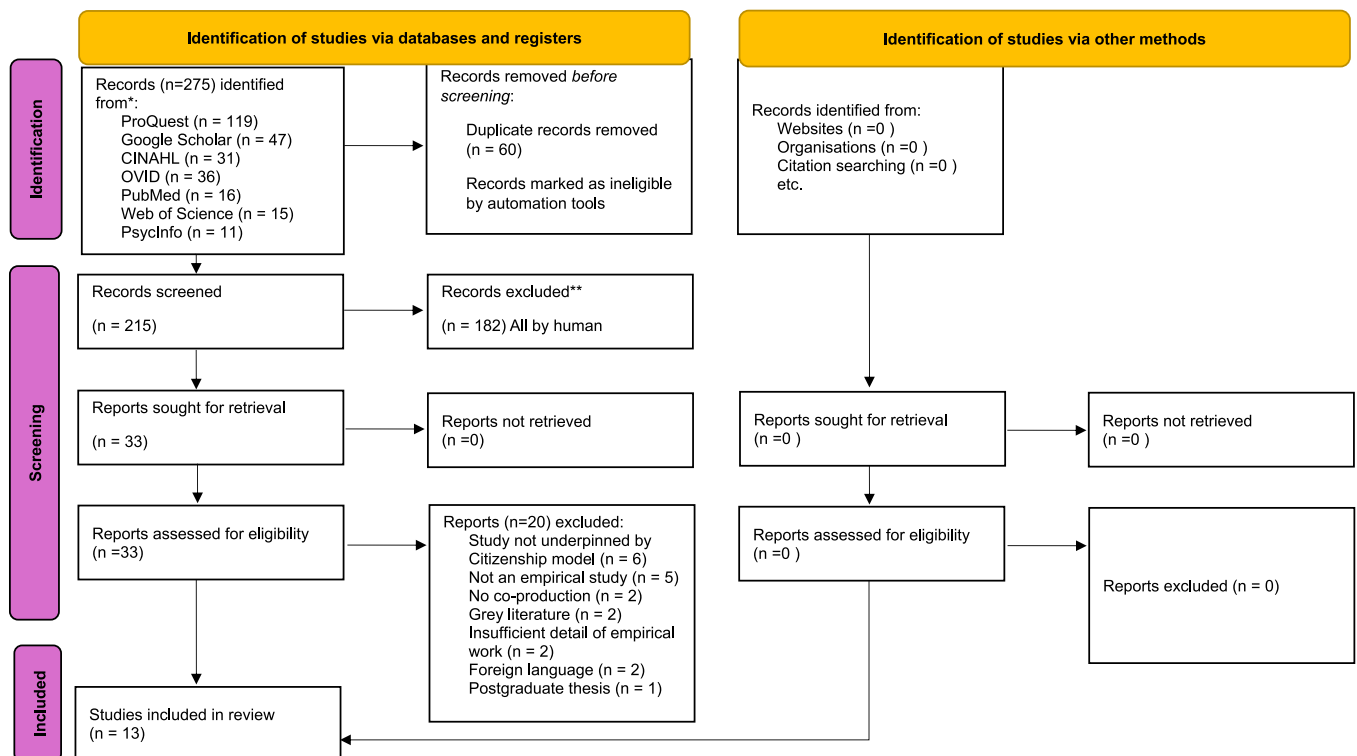 Identification of studies via databases and registers
Identification of studies via other methods
Identification
Records (n=275) identified
from*:
ProQuest (n = 119)
Google Scholar (n = 47)
CINAHL (n = 31)
OVID (n = 36)
PubMed (n = 16)
Web of Science (n = 15)
PsycInfo (n = 11)
Records removed before
screening:
Duplicate records removed
(n = 60)
Records marked as ineligible
by automation tools
Records identified from:
Websites (n =0 )
Organisations (n =0 )
Citation searching (n =0 )
etc.
Screening
Records screened
(n = 215)
Records excluded**
(n = 182) All by human
Reports sought for retrieval
(n = 33)
Reports not retrieved
(n =0)
Reports sought for retrieval
(n =0 )
Reports not retrieved
(n =0 )
Reports assessed for eligibility
(n =33)
Reports (n=20) excluded:
Study not underpinned by
Citizenship model (n = 6)
Not an empirical study (n = 5)
No co-production (n = 2)
Grey literature (n = 2)
Insufficient detail of empirical
work (n = 2)
Foreign language (n = 2)
Postgraduate thesis (n = 1)
Reports assessed for eligibility
(n =0 )
Reports excluded (n = 0)
Included
Studies included in review
(n = 13)